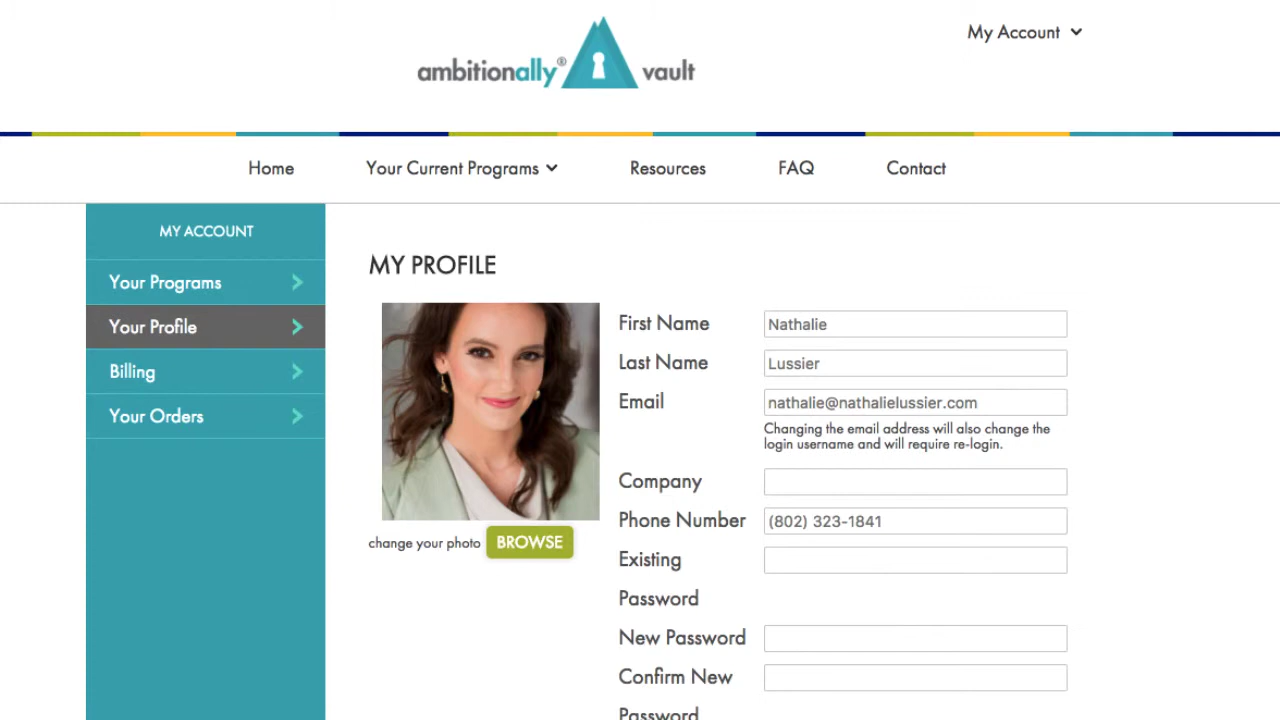 ambitionally® vault
My Account
Home Your Current Programs Resources FAQ Contact
MY ACCOUNT
Your Programs
Your Profile
Billing
Your Orders
MY PROFILE
change your photo BROWSE
First Name Nathalie
Last Name Lussier
Email nathalie@nathalielussier.com
Changing the email address will also change the
login username and will require re-login.
Company
Phone Number (802) 323-1841
Existing
Password
New Password
Confirm New
Password